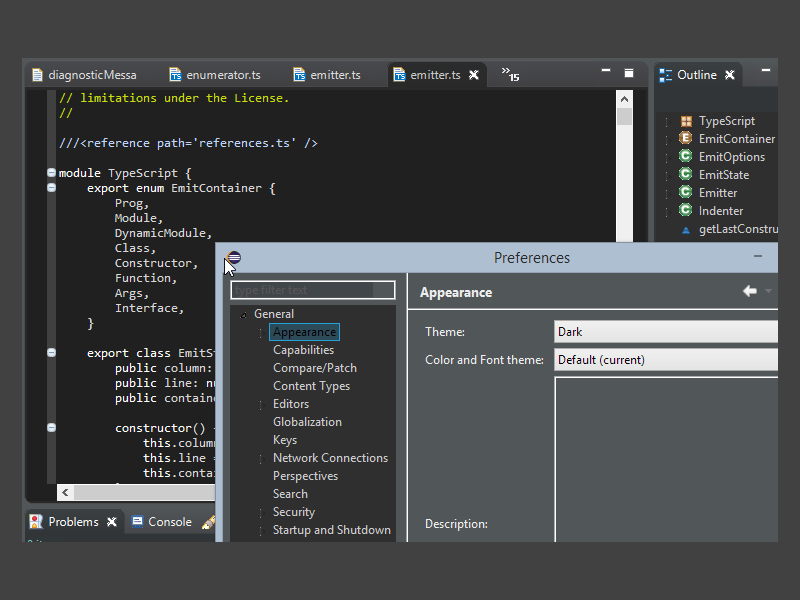 diagnosticMessa
enumerator.ts
emitter.ts
emitter.ts
15
Outline
// limitations under the License.
//
///<reference path='references.ts' />
module TypeScript {
export enum EmitContainer {
Prog,
Module,
DynamicModule,
Class,
Constructor,
Function,
Args,
Interface,
}
export class EmitSt
public column:
public line: nu
public containe
constructor()
this.column
this.line =
this.contai
TypeScript
EmitContainer
EmitOptions
EmitState
Emitter
Indenter
getLastConstru
Problems
Console
Preferences
type filter text
General
Appearance
Capabilities
Compare/Patch
Content Types
Editors
Globalization
Keys
Network Connections
Perspectives
Search
Security
Startup and Shutdown
Appearance
Theme:
Dark
Color and Font theme:
Default (current)
Description: